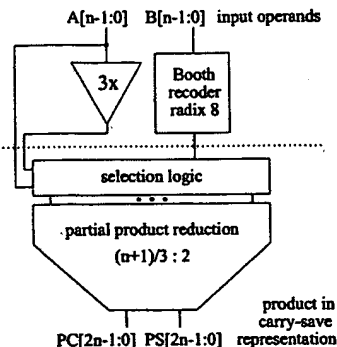 A[n-1:0] B[n-1:0] input operands
3x
Booth
recoder
radix 8
selection logic
partial product reduction
(n+1)/3 : 2
product in
carry-save
PC[2n-1:0] PS[2n-1:0] representation